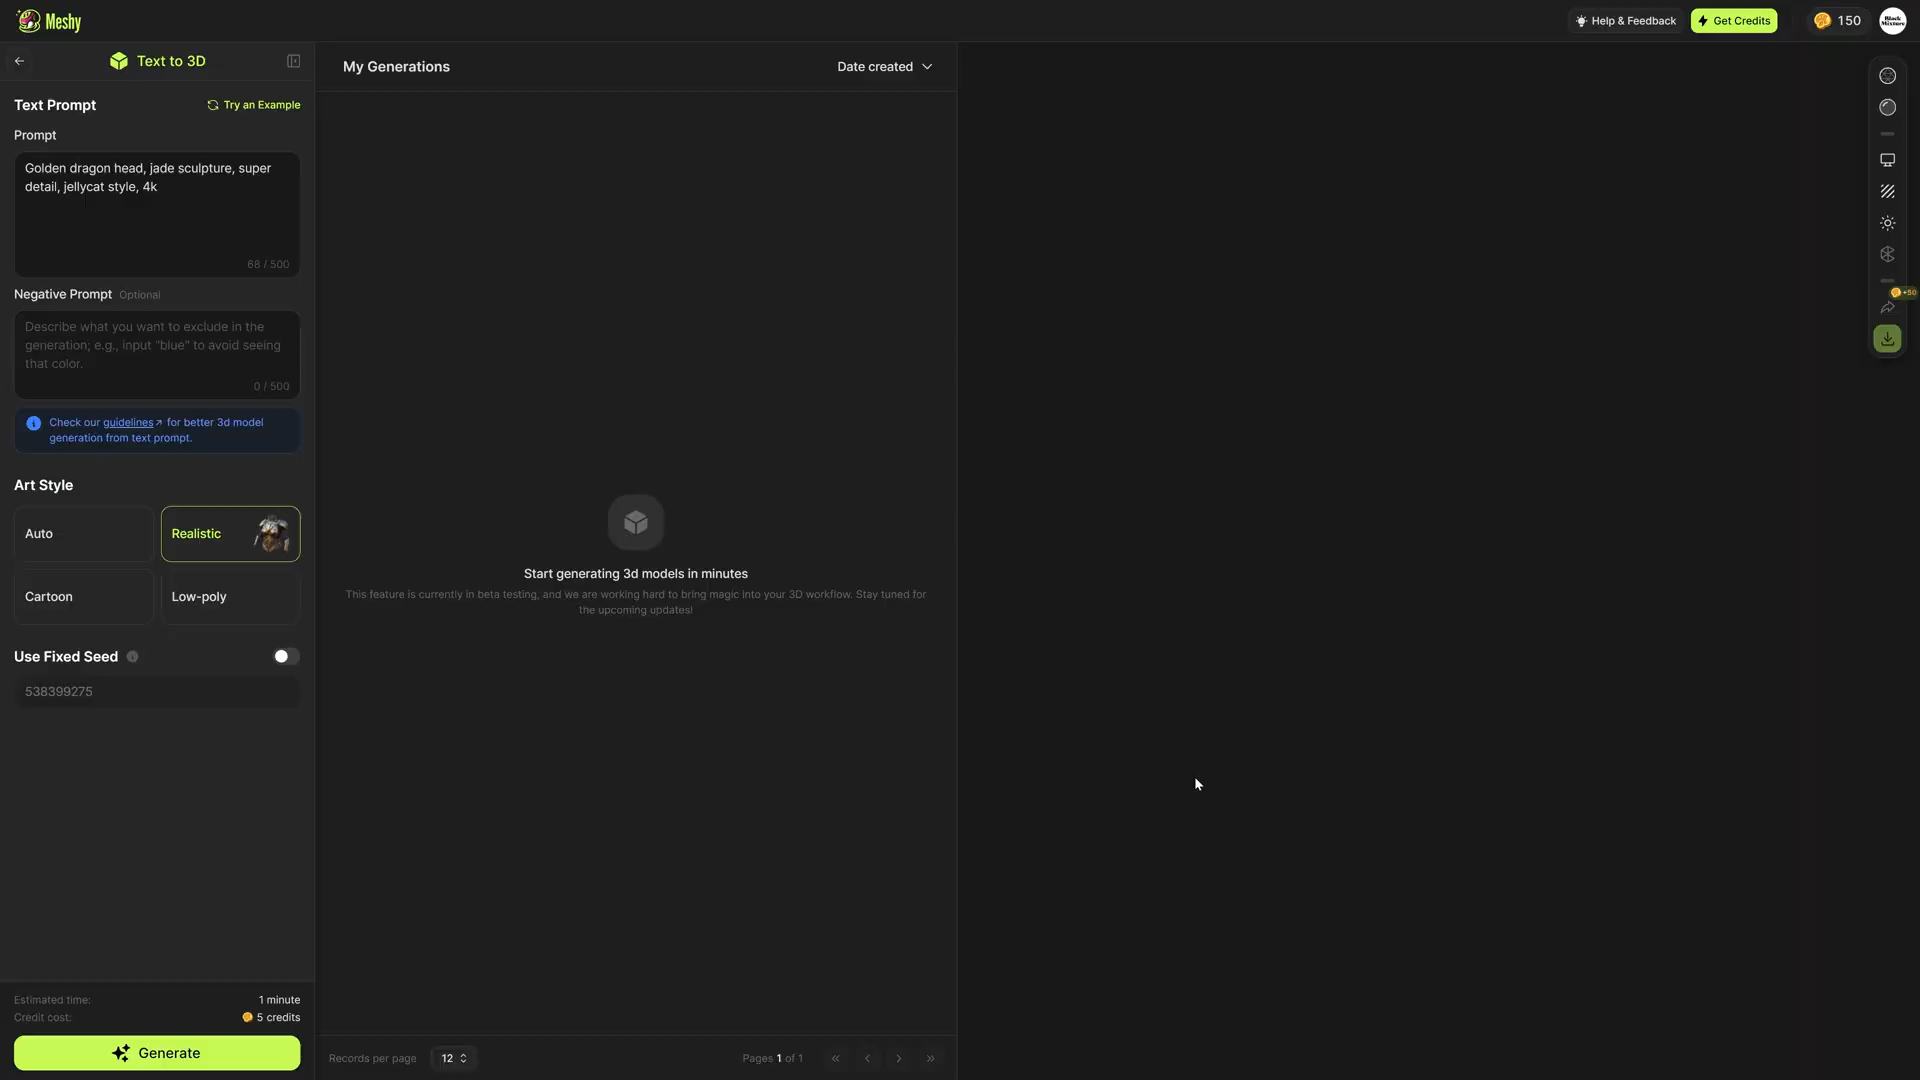 Meshy
Help & Feedback
Get Credits
150
Black Mixture
Text to 3D
Text Prompt
Try an Example
Prompt
Golden dragon head, jade sculpture, super
detail, jellycat style, 4k
68 / 500
Negative Prompt Optional
Describe what you want to exclude in the
generation; e.g., input "blue" to avoid seeing
that color.
0 / 500
Check our guidelines↗ for better 3d model
generation from text prompt.
Art Style
Auto
Realistic
Cartoon
Low-poly
Use Fixed Seed
538399275
Estimated time: 1 minute
Credit cost: 5 credits
Generate
My Generations
Date created
Start generating 3d models in minutes
This feature is currently in beta testing, and we are working hard to bring magic into your 3D workflow. Stay tuned for
the upcoming updates!
Records per page 12
Pages 1 of 1
+50